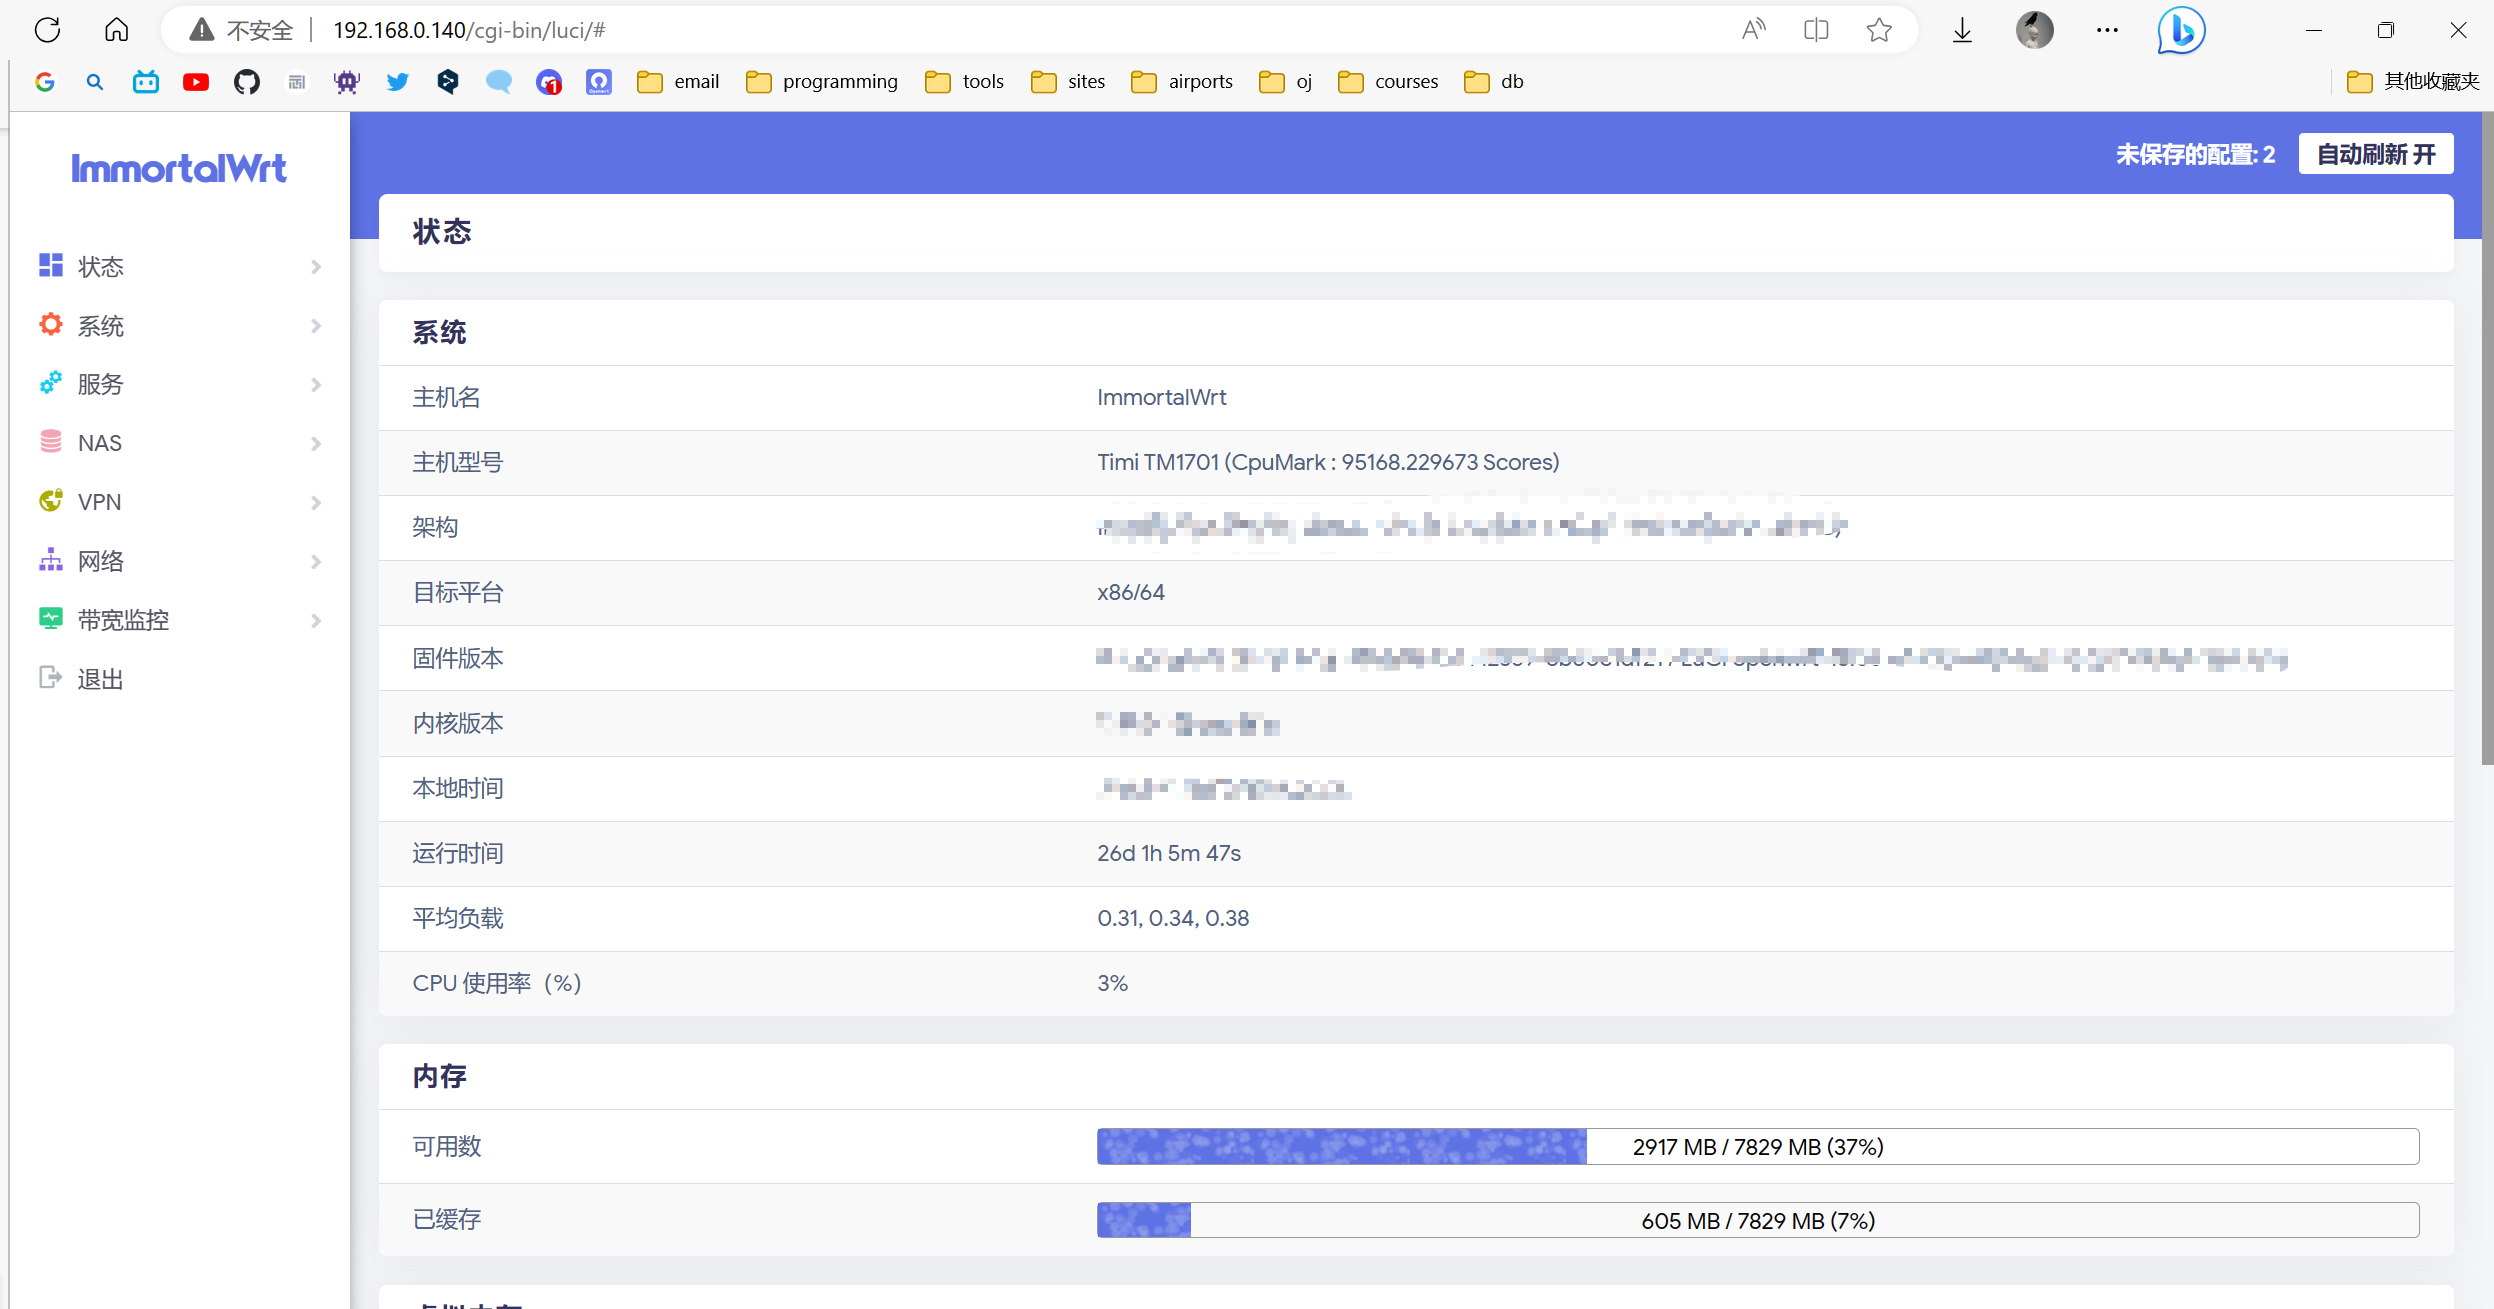 不安全 192.168.0.140/cgi-bin/luci/#
email programming tools sites airports oj courses db 其他收藏夹
ImmortalWrt
状态
系统
服务
NAS
VPN
网络
带宽监控
退出
未保存的配置: 2 自动刷新 开
状态
系统
主机名 ImmortalWrt
主机型号 Timi TM1701 (CpuMark : 95168.229673 Scores)
架构
目标平台 x86/64
固件版本
内核版本
本地时间
运行时间 26d 1h 5m 47s
平均负载 0.31, 0.34, 0.38
CPU 使用率（%） 3%
内存
可用数 2917 MB / 7829 MB (37%)
已缓存 605 MB / 7829 MB (7%)